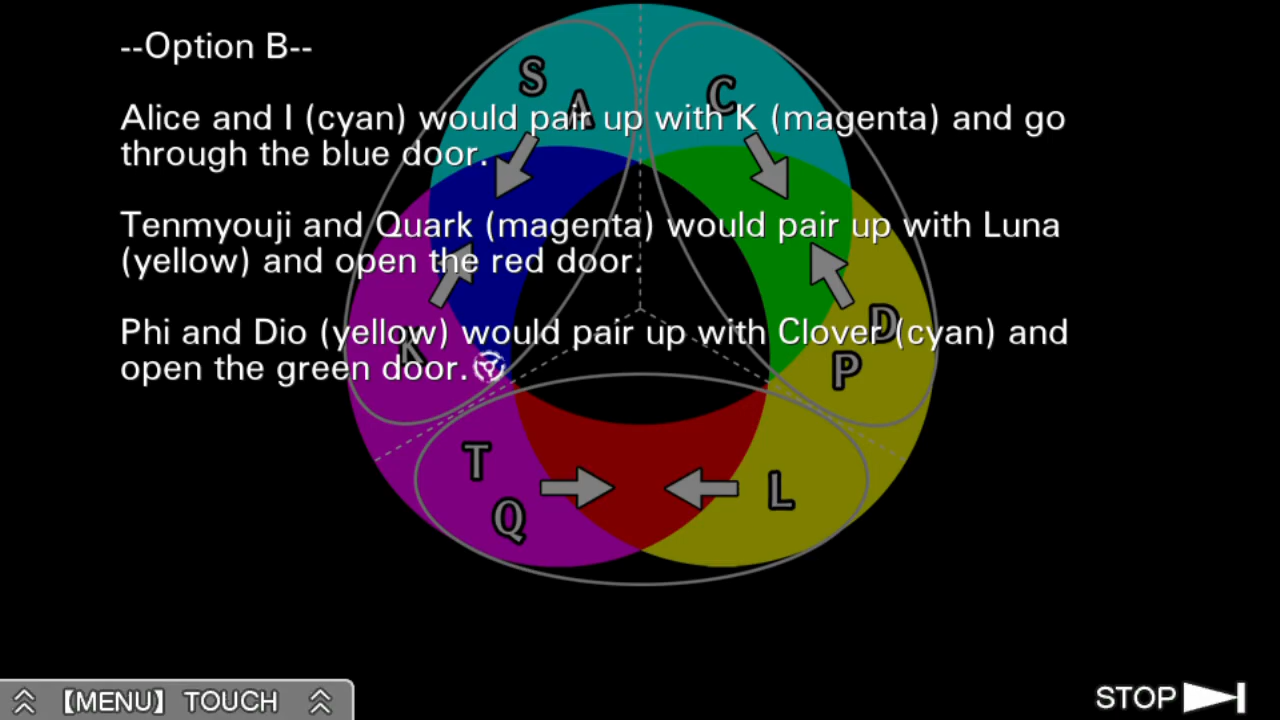 --Option B--
Alice and I (cyan) would pair up with K (magenta) and go
through the blue door.
Tenmyouji and Quark (magenta) would pair up with Luna
(yellow) and open the red door.
Phi and Dio (yellow) would pair up with Clover (cyan) and
open the green door.
S
A
C
K
D
P
T
Q
L
【MENU】 TOUCH
STOP